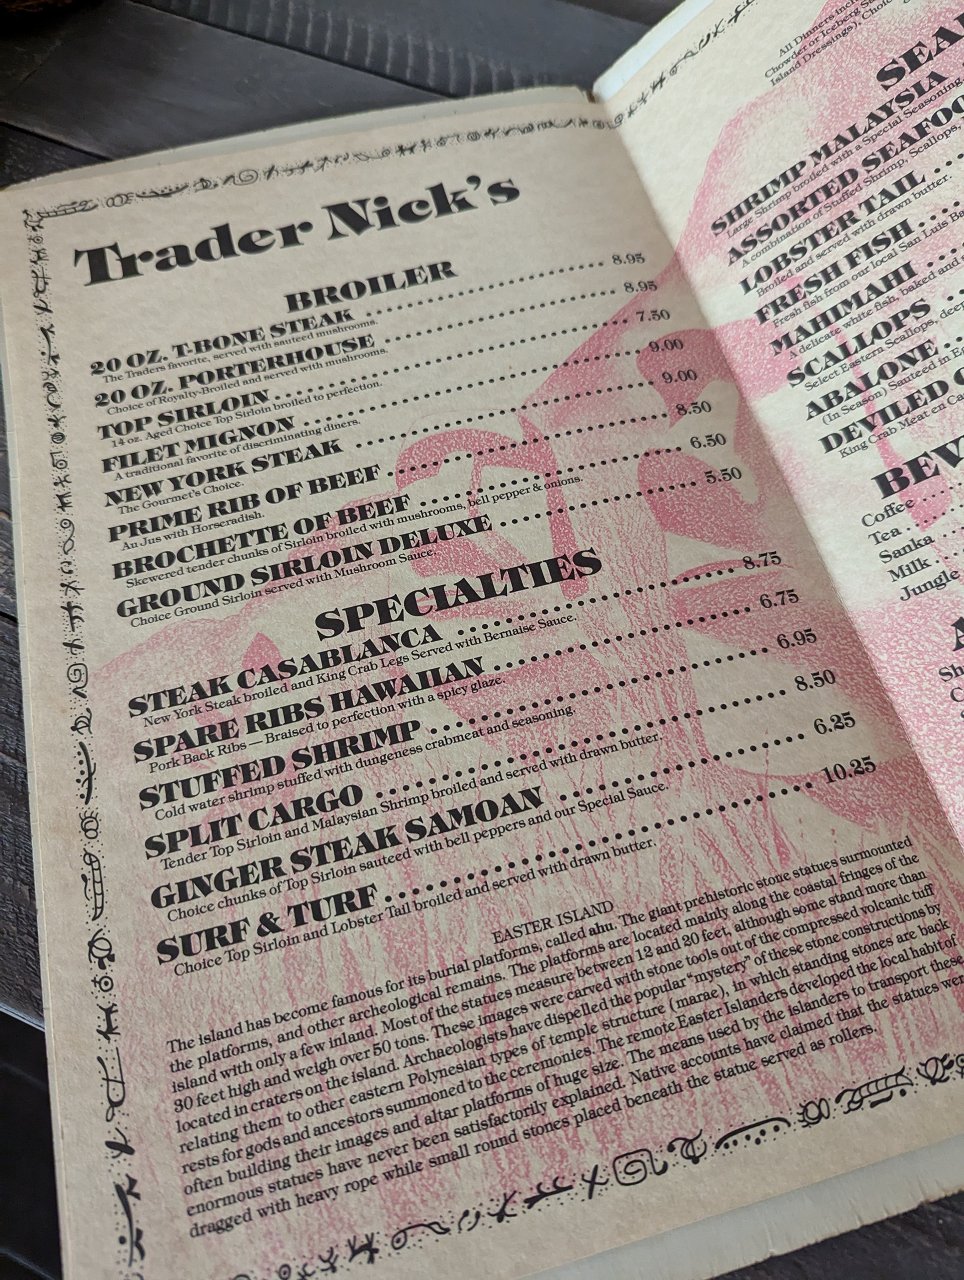 Trader Nick's
BROILER
20 OZ. T-BONE STEAK 8.95
The Traders favorite, served with sauteed mushrooms.
20 OZ. PORTERHOUSE 8.95
Choice of Royalty-Broiled and served with mushrooms.
TOP SIRLOIN 7.50
14 oz. Aged Choice Top Sirloin broiled to perfection.
FILET MIGNON 9.00
A traditional favorite of discriminating diners.
NEW YORK STEAK 9.00
The Gourmet's Choice.
PRIME RIB OF BEEF 8.50
Au Jus with Horseradish.
BROCHETTE OF BEEF 6.50
Skewered tender chunks of Sirloin broiled with mushrooms, bell pepper & onions.
GROUND SIRLOIN DELUXE 5.50
Choice Ground Sirloin served with Mushroom Sauce.
SPECIALTIES
STEAK CASABLANCA 8.75
New York Steak broiled and King Crab Legs Served with Bernaise Sauce.
SPARE RIBS HAWAIIAN 6.75
Pork Back Ribs — Braised to perfection with a spicy glaze.
STUFFED SHRIMP 6.95
Cold water shrimp stuffed with dungeness crabmeat and seasoning.
SPLIT CARGO 8.50
Tender Top Sirloin and Malaysian Shrimp broiled and served with drawn butter.
GINGER STEAK SAMOAN 6.25
Choice chunks of Top Sirloin sauteed with bell peppers and our Special Sauce.
SURF & TURF 10.25
Choice Top Sirloin and Lobster Tail broiled and served with drawn butter.
EASTER ISLAND
The island has become famous for its burial platforms, called ahu. The giant prehistoric stone statues surmounted
the platforms, and other archeological remains. The platforms are located mainly along the coastal fringes of the
island with only a few inland. Most of the statues measure between 12 and 20 feet, although some stand more than
30 feet high and weigh over 50 tons. These images were carved with stone tools out of the compressed volcanic tuff
located in craters on the island. Archaeologists have dispelled the popular "mystery" of these stone constructions by
relating them to other eastern Polynesian types of temple structure (marae), in which standing stones are back
rests for gods and ancestors summoned to the ceremonies. The remote Easter Islanders developed the local habit of
often building their images and altar platforms of huge size. The means used by the islanders to transport these
enormous statues have never been satisfactorily explained. Native accounts have claimed that the statues were
dragged with heavy rope while small round stones placed beneath the statue served as rollers.
All Dinners
Chowder or Iceberg
Island Dressings)
SHRIMP MALAYSIA
Large Shrimp broiled with a Special Seasoning
ASSORTED
A combination of Stuffed Shrimp, Scallops,
LOBSTER TAIL
Broiled and served with drawn butter.
FRESH FISH
Fresh fish from our local San Luis
MAHIMAHI
A delicate white fish, baked and
SCALLOPS
Select Eastern Scallops,
ABALONE
(In Season) Sauteed in
DEVILED
King Crab Meat en
Coffee
Tea
Sanka
Milk
Jungle